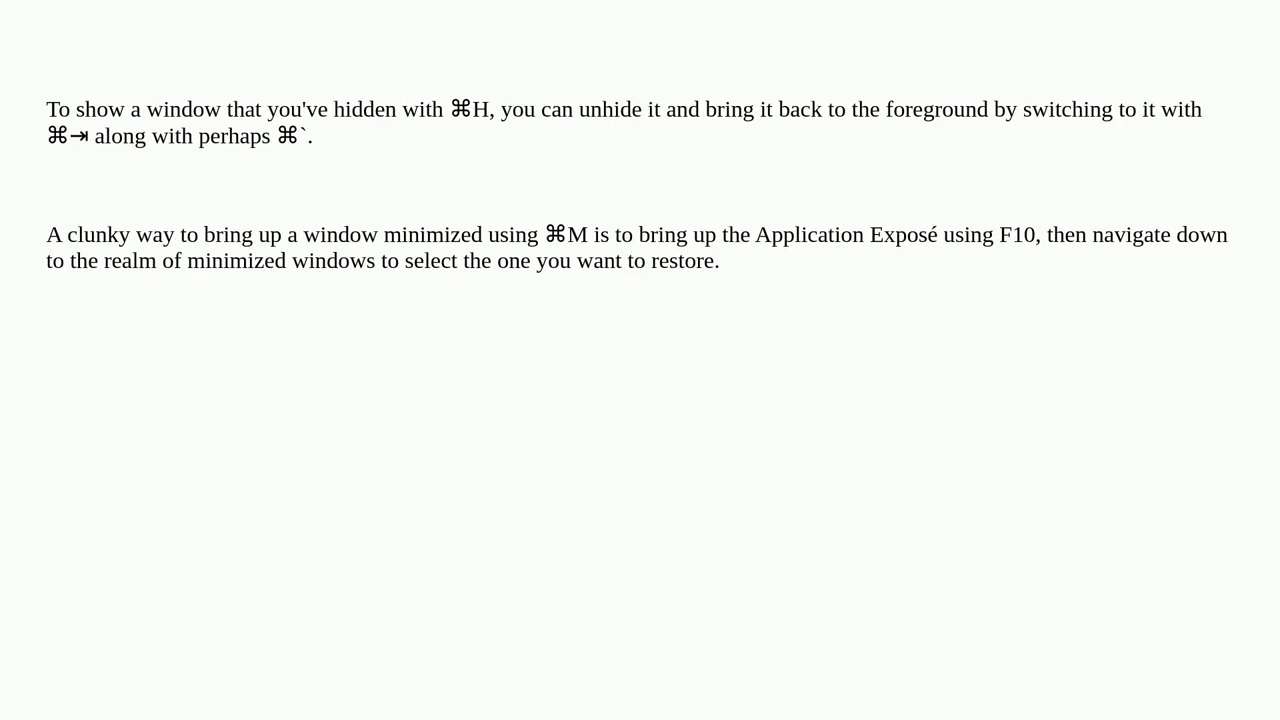 To show a window that you've hidden with ⌘H, you can unhide it and bring it back to the foreground by switching to it with
⌘⇥ along with perhaps ⌘`.
A clunky way to bring up a window minimized using ⌘M is to bring up the Application Exposé using F10, then navigate down
to the realm of minimized windows to select the one you want to restore.